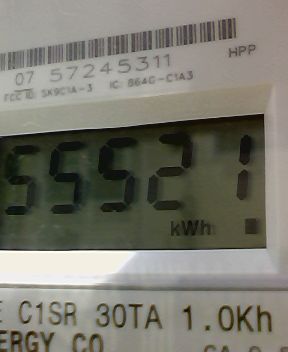 07 57245311
HPP
FCC ID: SK9C1A-3 IC: 864G-C1A3
55521
kWh
C1SR 30TA 1.0Kh
ERGY CO